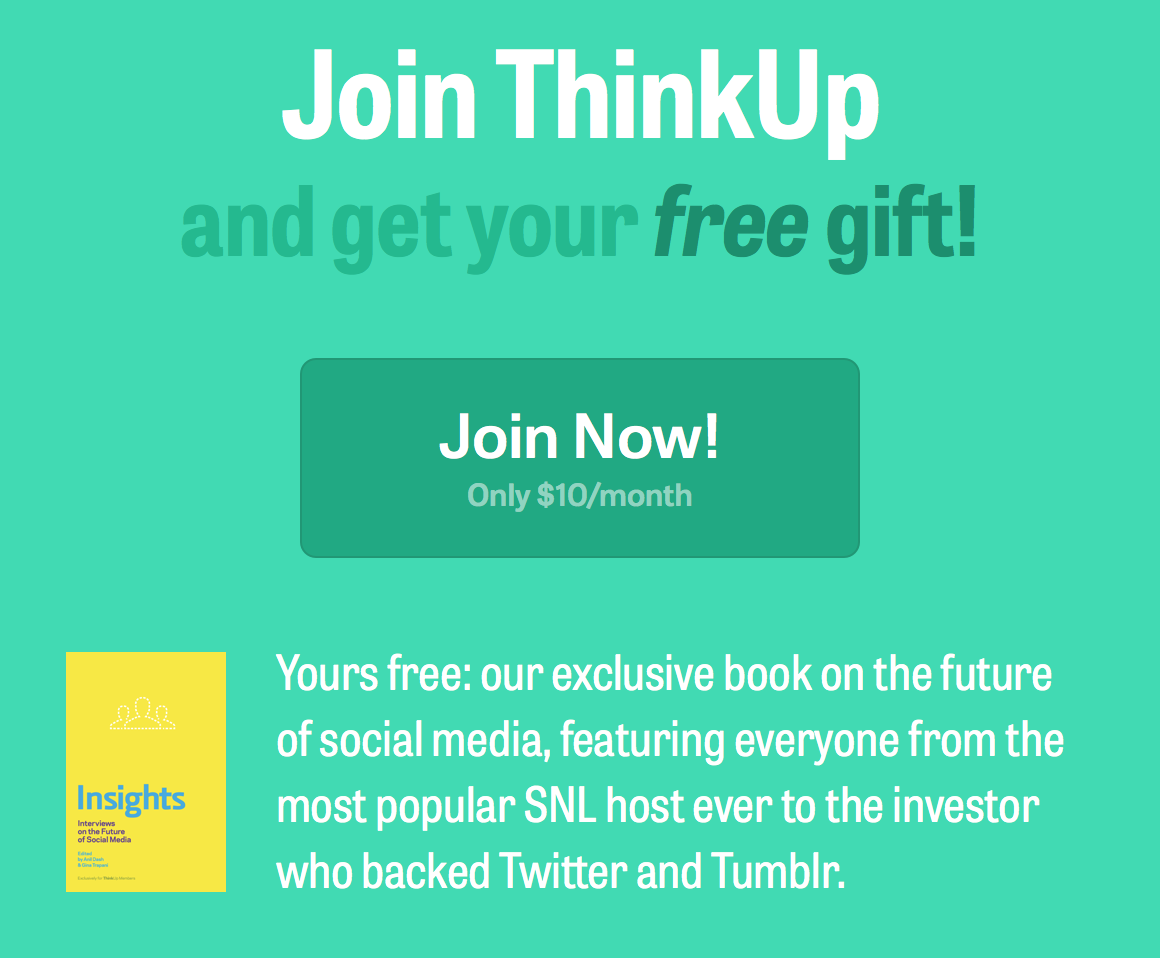 Join ThinkUp
and get your free gift!
Join Now!
Only $10/month
Yours free: our exclusive book on the future
of social media, featuring everyone from the
most popular SNL host ever to the investor
who backed Twitter and Tumblr.
Insights
Interviews
on the Future
of Social Media
Edited
by Anil Dash
& Gina Trapani
Exclusively for ThinkUp Members